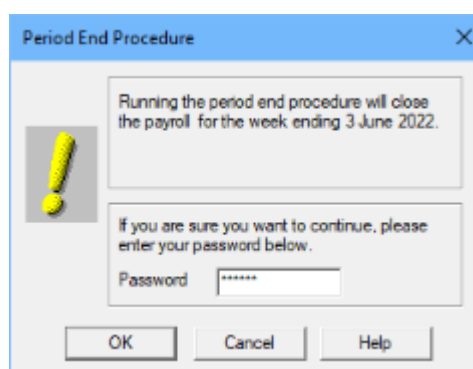 Period End Procedure
Running the period end procedure will close
the payroll for the week ending 3 June 2022.
If you are sure you want to continue, please
enter your password below.
Password ******
OK Cancel Help